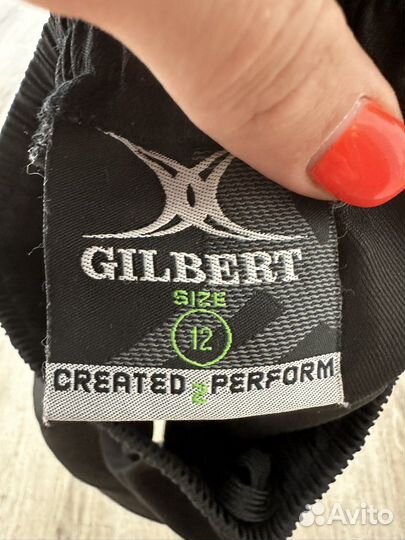 GILBERT
SIZE
12
CREATED 2 PERFORM
Avito